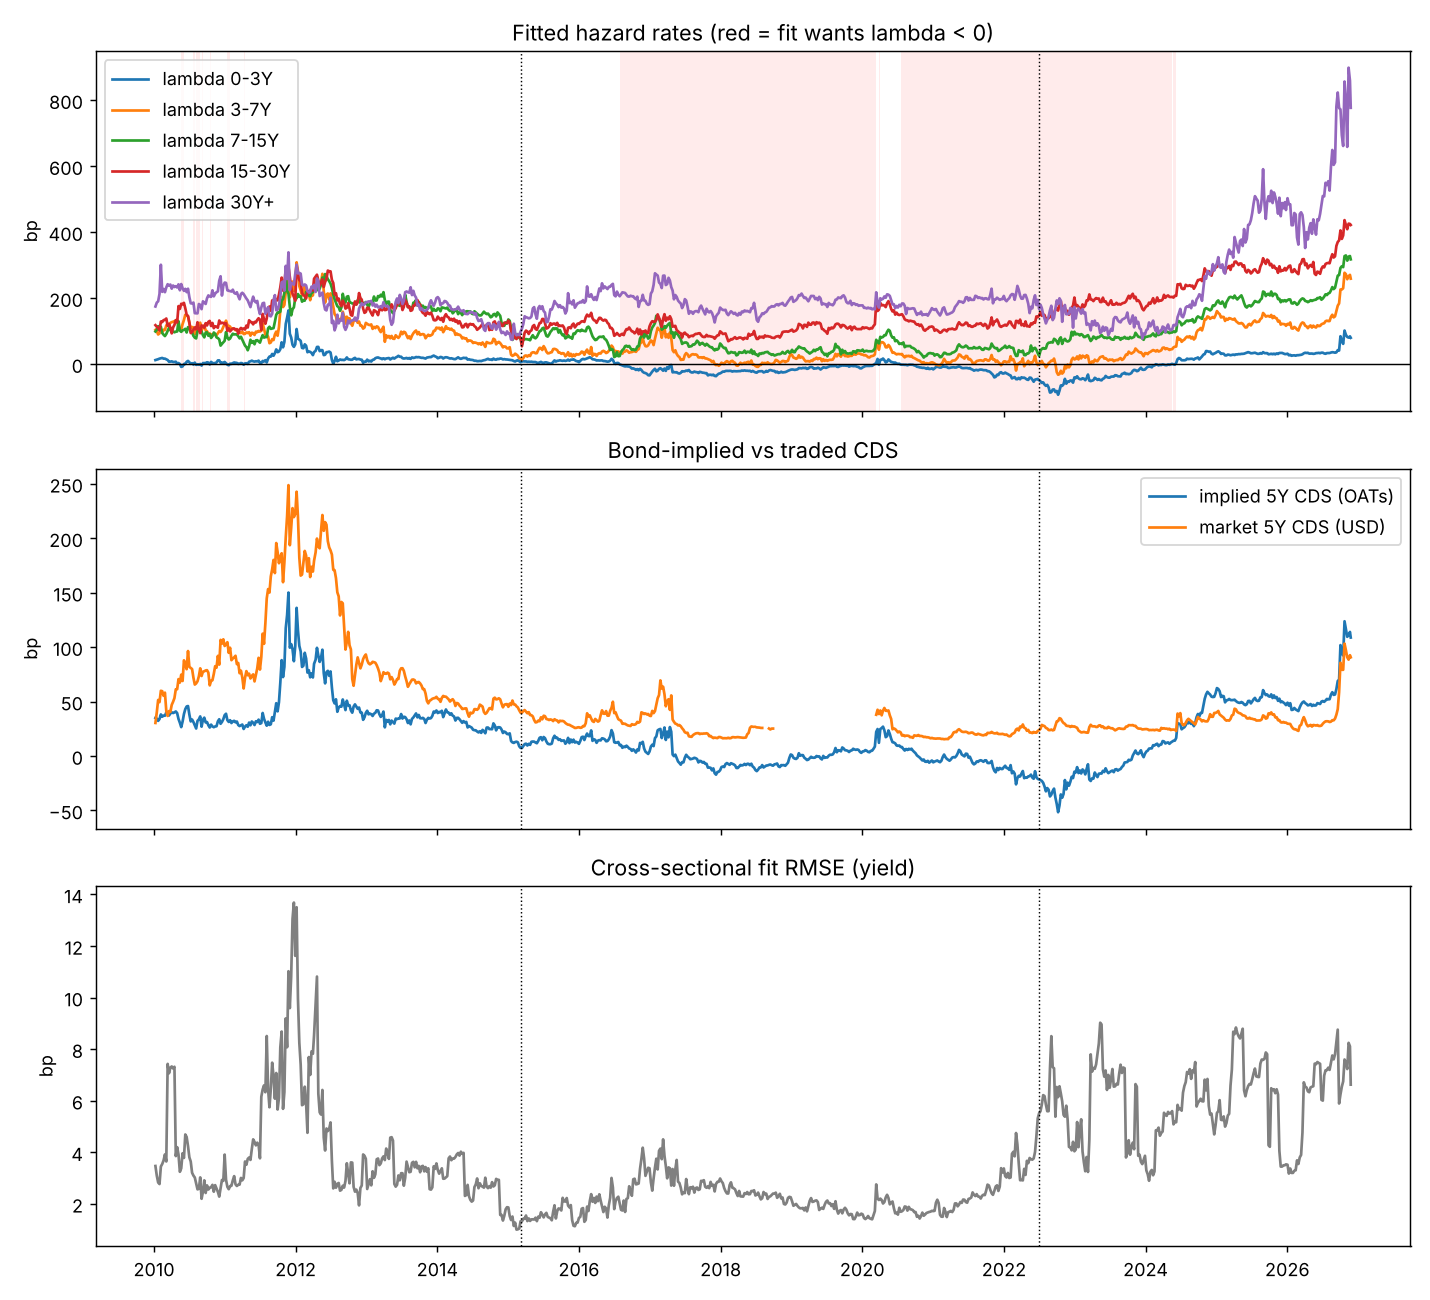 Fitted hazard rates (red = fit wants lambda < 0)
bp
800
600
400
200
0
lambda 0-3Y
lambda 3-7Y
lambda 7-15Y
lambda 15-30Y
lambda 30Y+
Bond-implied vs traded CDS
bp
250
200
150
100
50
0
−50
implied 5Y CDS (OATs)
market 5Y CDS (USD)
Cross-sectional fit RMSE (yield)
bp
14
12
10
8
6
4
2
2010 2012 2014 2016 2018 2020 2022 2024 2026